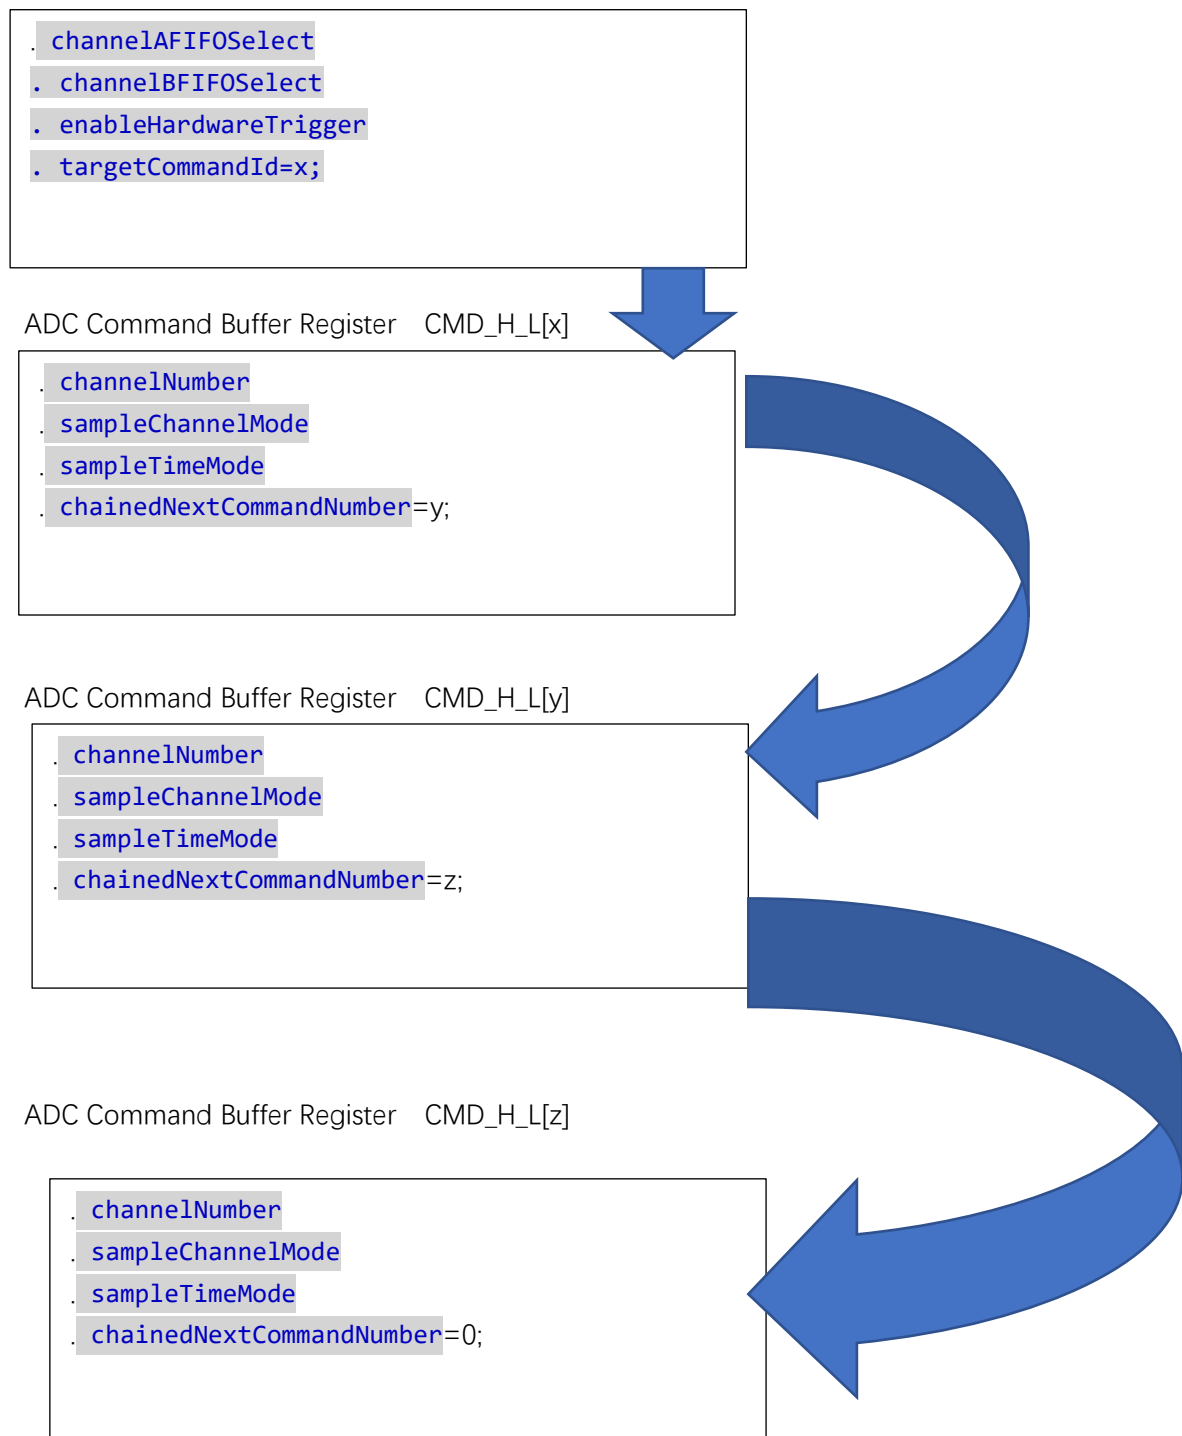 . channelAFIFOSelect
. channelBFIFOSelect
. enableHardwareTrigger
. targetCommandId=x;
ADC Command Buffer Register CMD_H_L[x]
. channelNumber
. sampleChannelMode
. sampleTimeMode
. chainedNextCommandNumber=y;
ADC Command Buffer Register CMD_H_L[y]
. channelNumber
. sampleChannelMode
. sampleTimeMode
. chainedNextCommandNumber=z;
ADC Command Buffer Register CMD_H_L[z]
. channelNumber
. sampleChannelMode
. sampleTimeMode
. chainedNextCommandNumber=0;